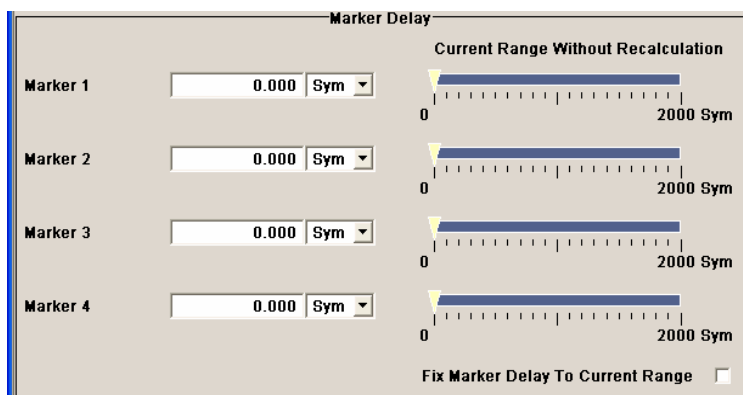 Marker Delay
Current Range Without Recalculation
Marker 1 0.000 Sym
0 2000 Sym
Marker 2 0.000 Sym
0 2000 Sym
Marker 3 0.000 Sym
0 2000 Sym
Marker 4 0.000 Sym
0 2000 Sym
Fix Marker Delay To Current Range